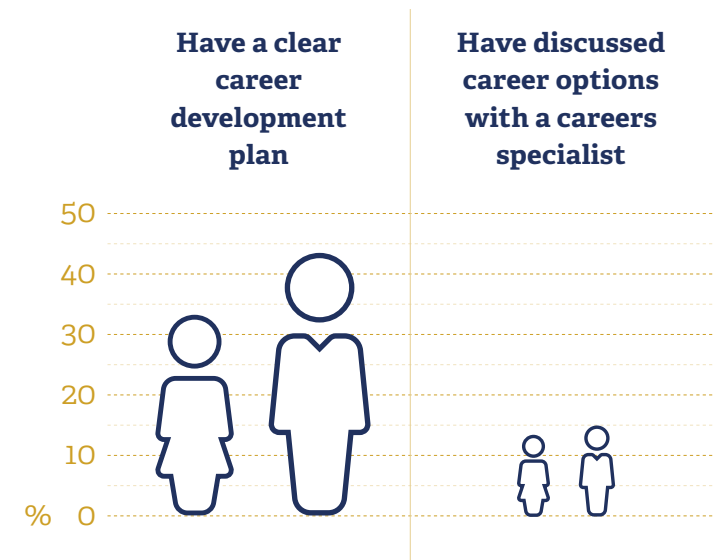 Have a clear
career
development
plan
Have discussed
career options
with a careers
specialist
50
40
30
20
10
% 0